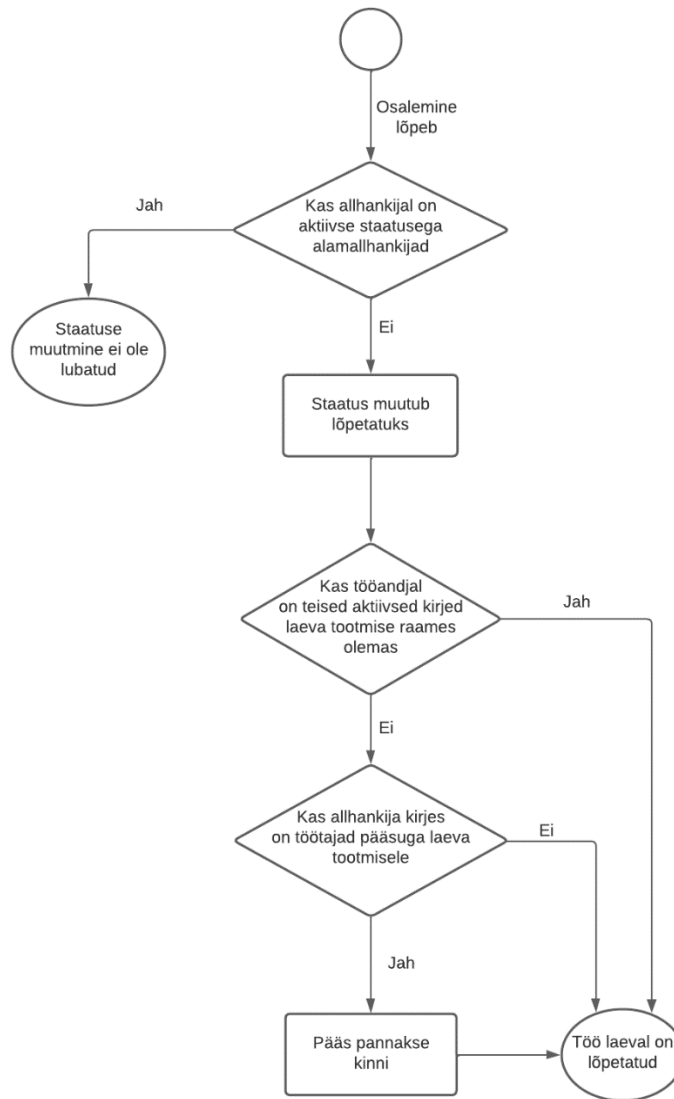 Osalemine
lõpeb
Jah
Kas allhankijal on
aktiivse staatusega
alamallhankijad
Staatuse
muutmine ei ole
lubatud
Ei
Staatus muutub
lõpetatuks
Kas tööandjal
on teised aktiivsed kirjed
laeva tootmise raames
olemas
Jah
Ei
Kas allhankija kirjes
on töötajad pääsuga laeva
tootmisele
Ei
Jah
Pääs pannakse
kinni
Töö laeval on
lõpetatud